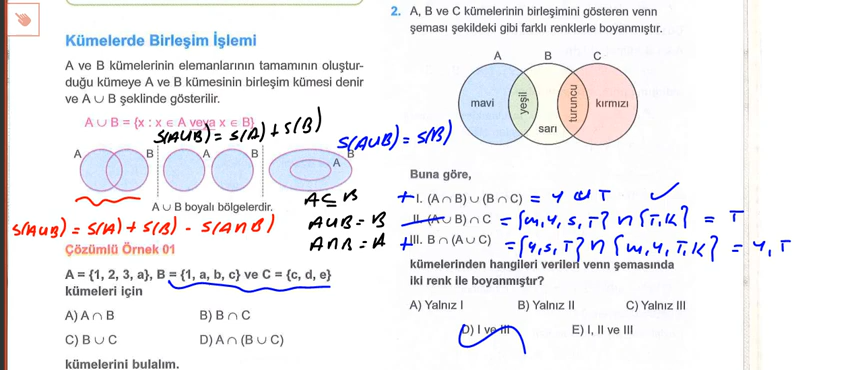 Kümelerde Birleşim İşlemi
A ve B kümelerinin elemanlarının tamamının oluştur-
duğu kümeye A ve B kümesinin birleşim kümesi denir
ve A ∪ B şeklinde gösterilir.
A ∪ B = {x : x ∈ A veya x ∈ B}
S(A∪B) = S(A) + S(B)
S(A∪B) = S(B)
A B A B B A
A ∪ B boyalı bölgelerdir.
A ⊆ B
A∪B = B
A∩B = A
S(A∪B) = S(A) + S(B) - S(A∩B)
Çözümlü Örnek 01
A = {1, 2, 3, a}, B = {1, a, b, c} ve C = {c, d, e}
kümeleri için
A) A ∩ B B) B ∩ C
C) B ∪ C D) A ∩ (B ∪ C)
kümelerini bulalım.
2. A, B ve C kümelerinin birleşimini gösteren venn
şeması şekildeki gibi farklı renklerle boyanmıştır.
A B C
mavi yeşil sarı turuncu kırmızı
Buna göre,
+ I. (A ∩ B) ∪ (B ∩ C) = Y ∪ T
II. (A ∪ B) ∩ C = {m, Y, S, T} ∩ {T, K} = T
+ III. B ∩ (A ∪ C) = {Y, S, T} ∩ {m, Y, T, K} = Y, T
kümelerinden hangileri verilen venn şemasında
iki renk ile boyanmıştır?
A) Yalnız I B) Yalnız II C) Yalnız III
D) I ve III E) I, II ve III